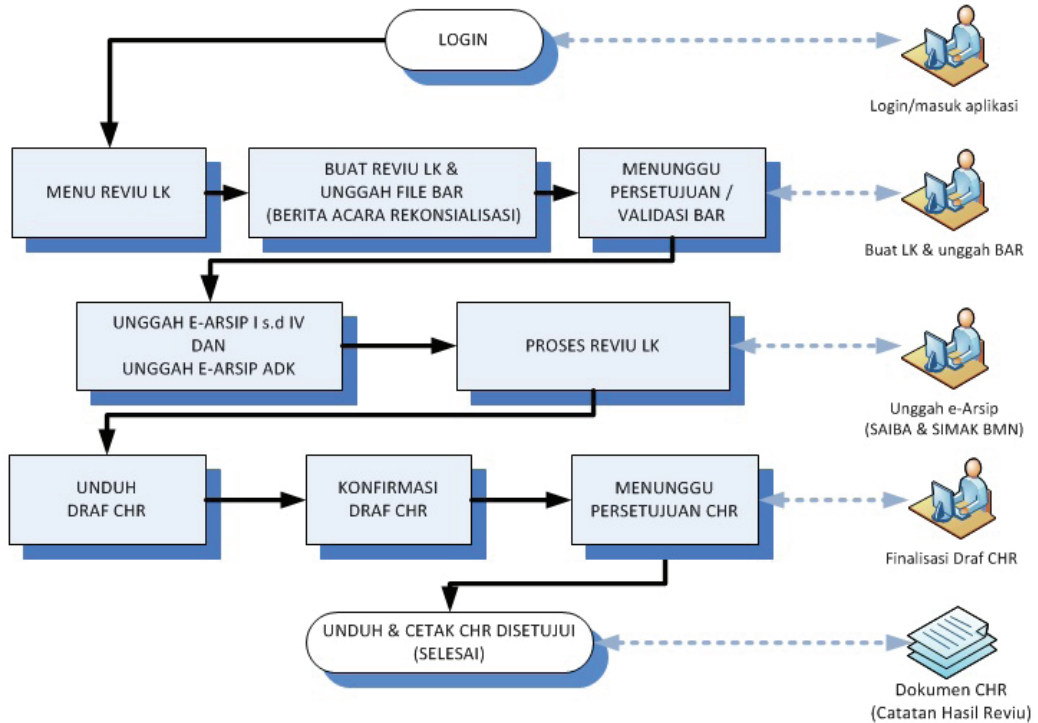 LOGIN
Login/masuk aplikasi
MENU REVIU LK
BUAT REVIU LK &
UNGGAH FILE BAR
(BERITA ACARA REKONSIALISASI)
MENUNGGU
PERSETUJUAN /
VALIDASI BAR
Buat LK & unggah BAR
UNGGAH E-ARSIP I s.d IV
DAN
UNGGAH E-ARSIP ADK
PROSES REVIU LK
Unggah e-Arsip
(SAIBA & SIMAK BMN)
UNDUH
DRAF CHR
KONFIRMASI
DRAF CHR
MENUNGGU
PERSETUJUAN CHR
Finalisasi Draf CHR
UNDUH & CETAK CHR DISETUJUI
(SELESAI)
Dokumen CHR
(Catatan Hasil Reviu)